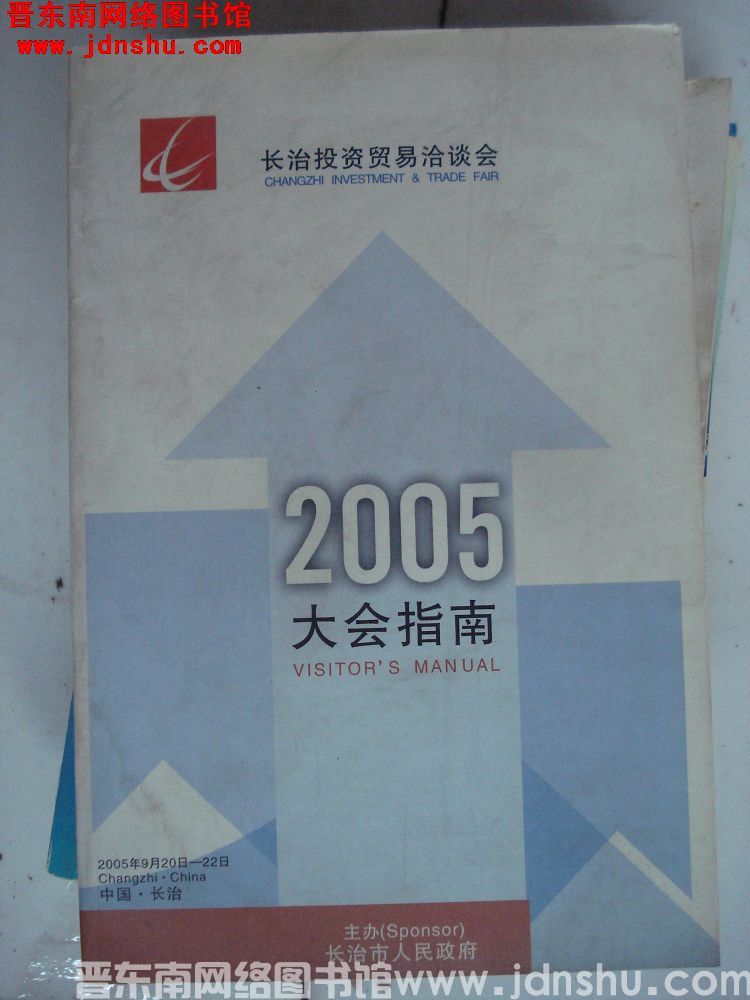 晋东南网络图书馆
www.jdnshu.com
长治投资贸易洽谈会
CHANGZHI INVESTMENT & TRADE FAIR
2005
大会指南
VISITOR'S MANUAL
2005年9月20日—22日
Changzhi·China
中国·长治
主办(Sponsor)
长治市人民政府
晋东南网络图书馆www.jdnshu.com